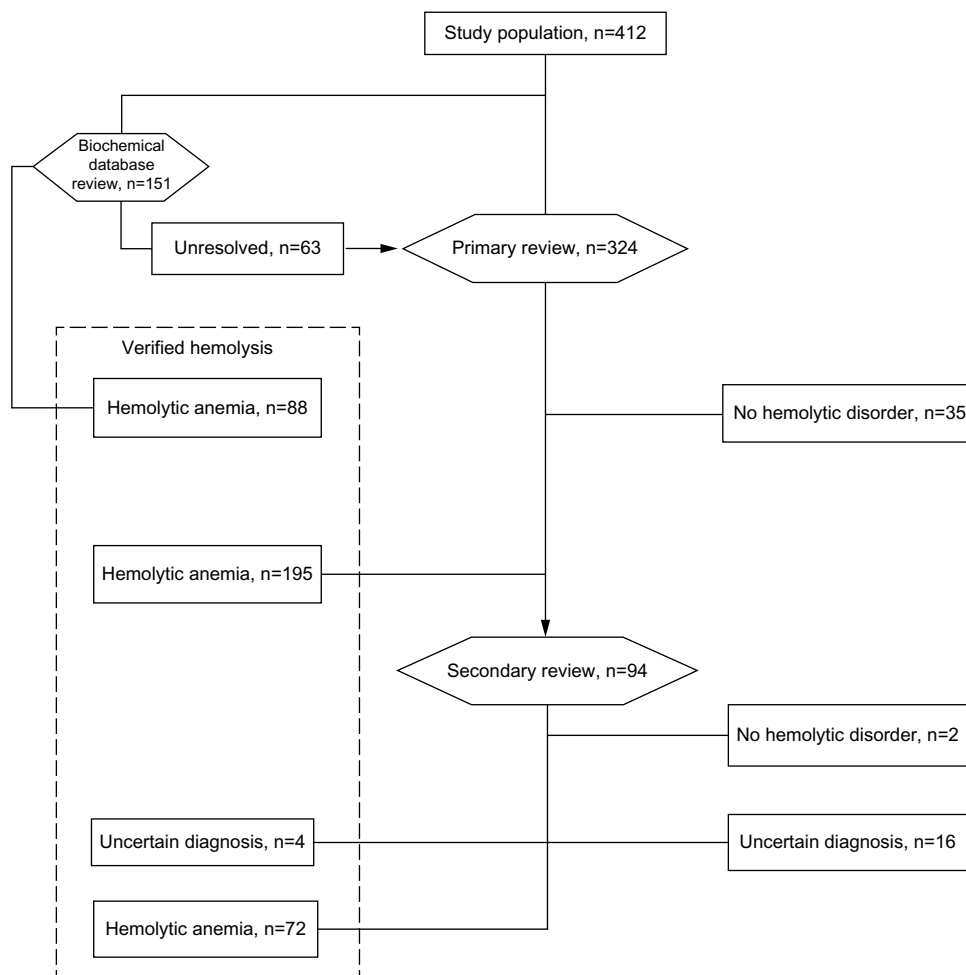 Study population, n=412
Biochemical
database
review, n=151
Unresolved, n=63
Primary review, n=324
Verified hemolysis
Hemolytic anemia, n=88
No hemolytic disorder, n=35
Hemolytic anemia, n=195
Secondary review, n=94
No hemolytic disorder, n=2
Uncertain diagnosis, n=4
Uncertain diagnosis, n=16
Hemolytic anemia, n=72